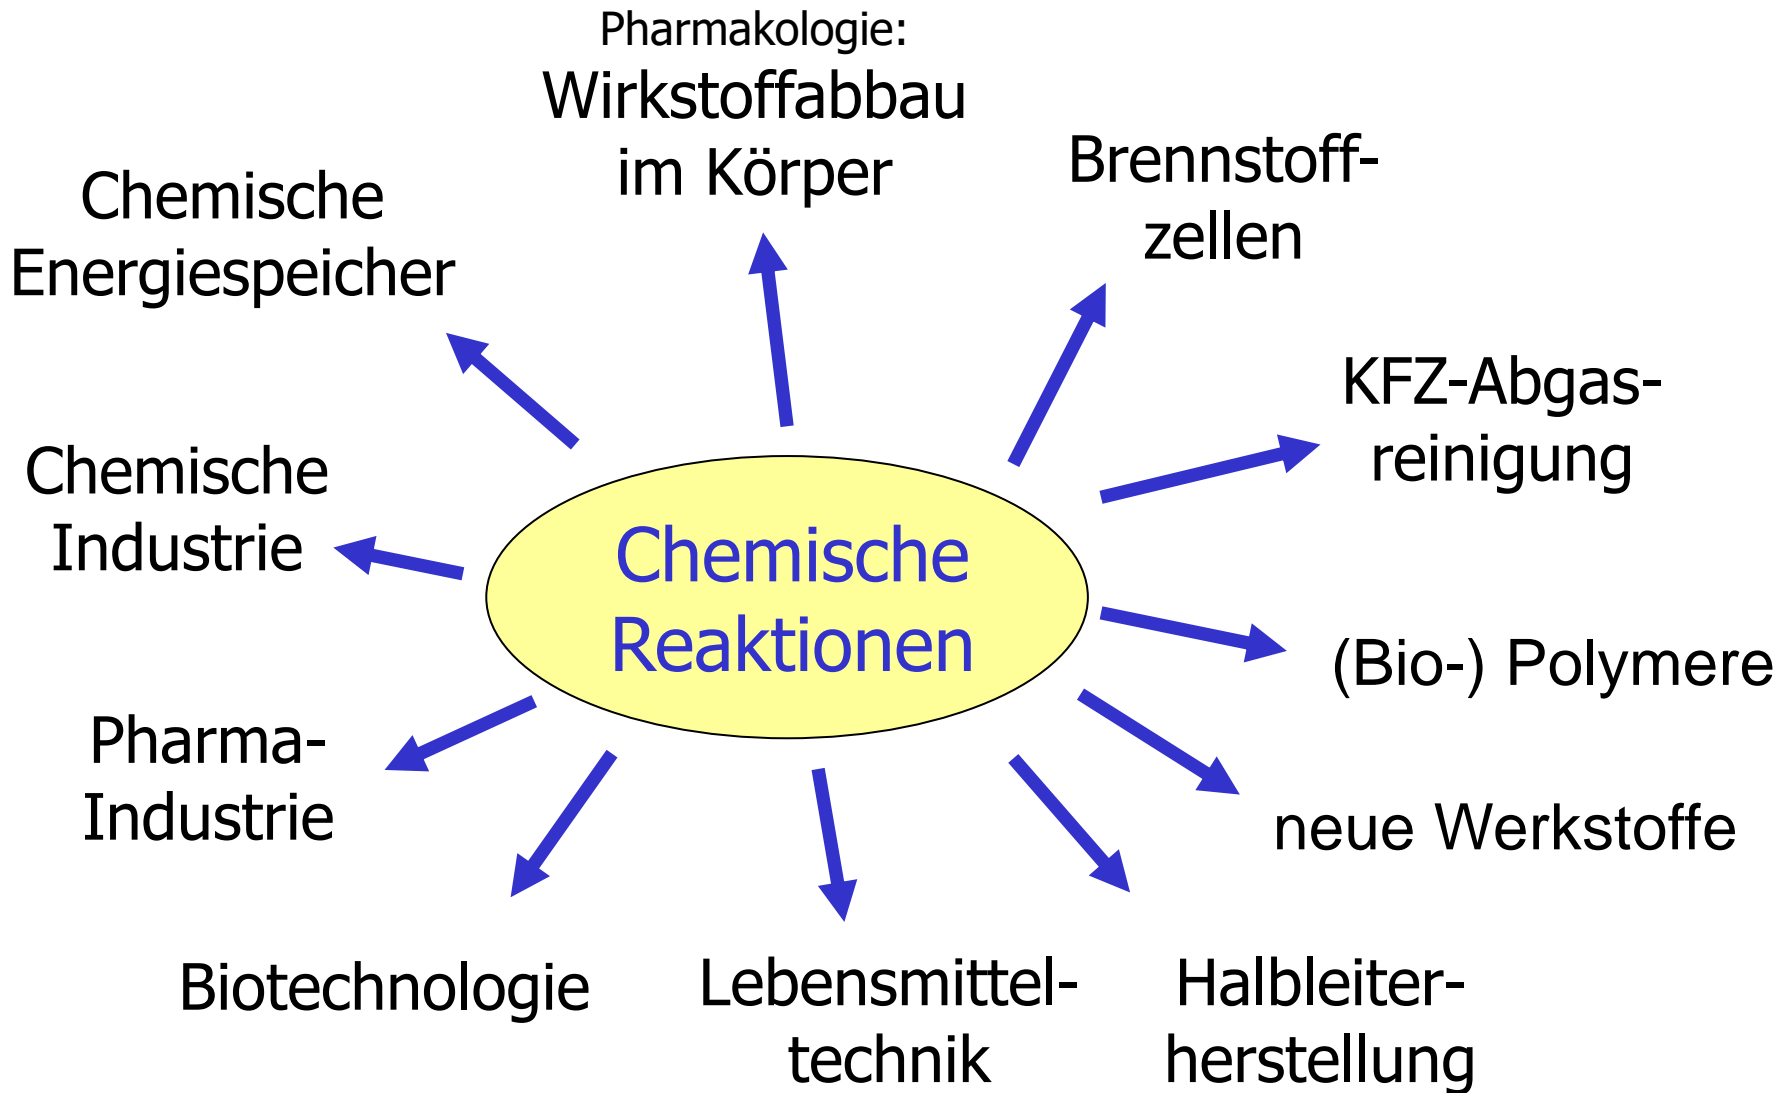 Pharmakologie:
Wirkstoffabbau
im Körper
Brennstoff-
zellen
Chemische
Energiespeicher
KFZ-Abgas-
reinigung
Chemische
Industrie
Chemische
Reaktionen
(Bio-) Polymere
Pharma-
Industrie
neue Werkstoffe
Biotechnologie
Lebensmittel-
technik
Halbleiter-
herstellung